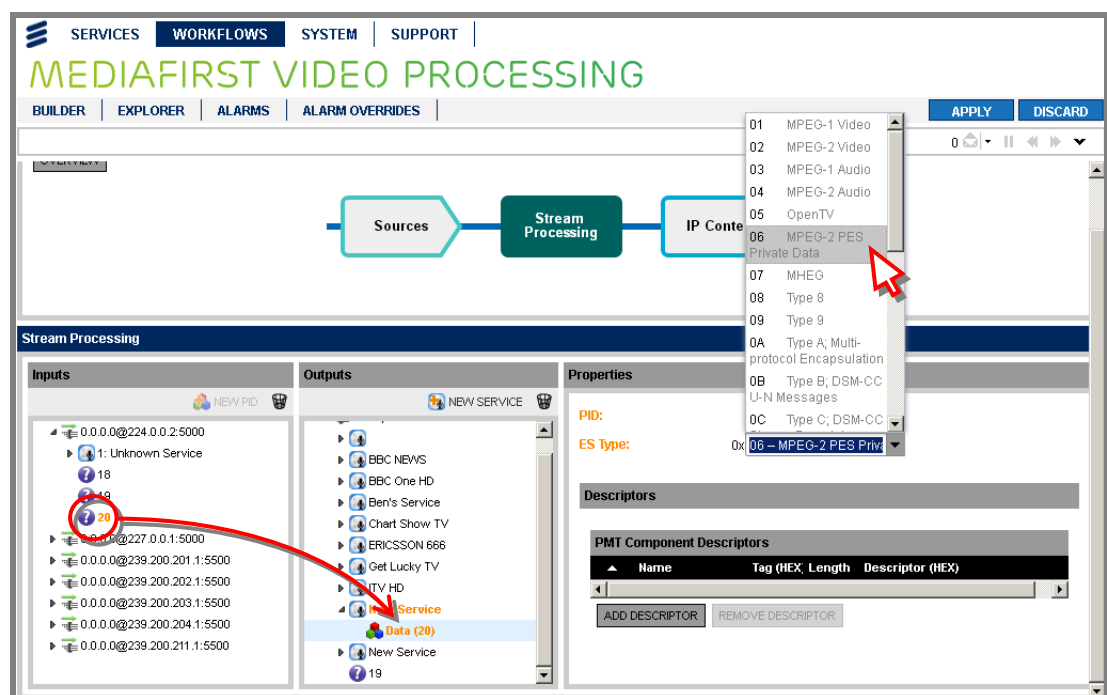 SERVICES WORKFLOWS SYSTEM SUPPORT
MEDIAFIRST VIDEO PROCESSING
BUILDER EXPLORER ALARMS ALARM OVERRIDES APPLY DISCARD
0
OVERVIEW
Sources
Stream
Processing
IP Conte
01 MPEG-1 Video
02 MPEG-2 Video
03 MPEG-1 Audio
04 MPEG-2 Audio
05 OpenTV
06 MPEG-2 PES
Private Data
07 MHEG
08 Type 8
09 Type 9
0A Type A; Multi-
protocol Encapsulation
0B Type B; DSM-CC
U-N Messages
0C Type C; DSM-CC
Stream Processing
Inputs
NEW PID
0.0.0.0@224.0.0.2:5000
1: Unknown Service
18
19
20
0.0.0.0@227.0.0.1:5000
0.0.0.0@239.200.201.1:5500
0.0.0.0@239.200.202.1:5500
0.0.0.0@239.200.203.1:5500
0.0.0.0@239.200.204.1:5500
0.0.0.0@239.200.211.1:5500
Outputs
NEW SERVICE
BBC NEWS
BBC One HD
Ben's Service
Chart Show TV
ERICSSON 666
Get Lucky TV
ITV HD
Service
Data (20)
New Service
19
Properties
PID:
ES Type: 0x 06 – MPEG-2 PES Priva
Descriptors
PMT Component Descriptors
Name Tag (HEX) Length Descriptor (HEX)
ADD DESCRIPTOR REMOVE DESCRIPTOR